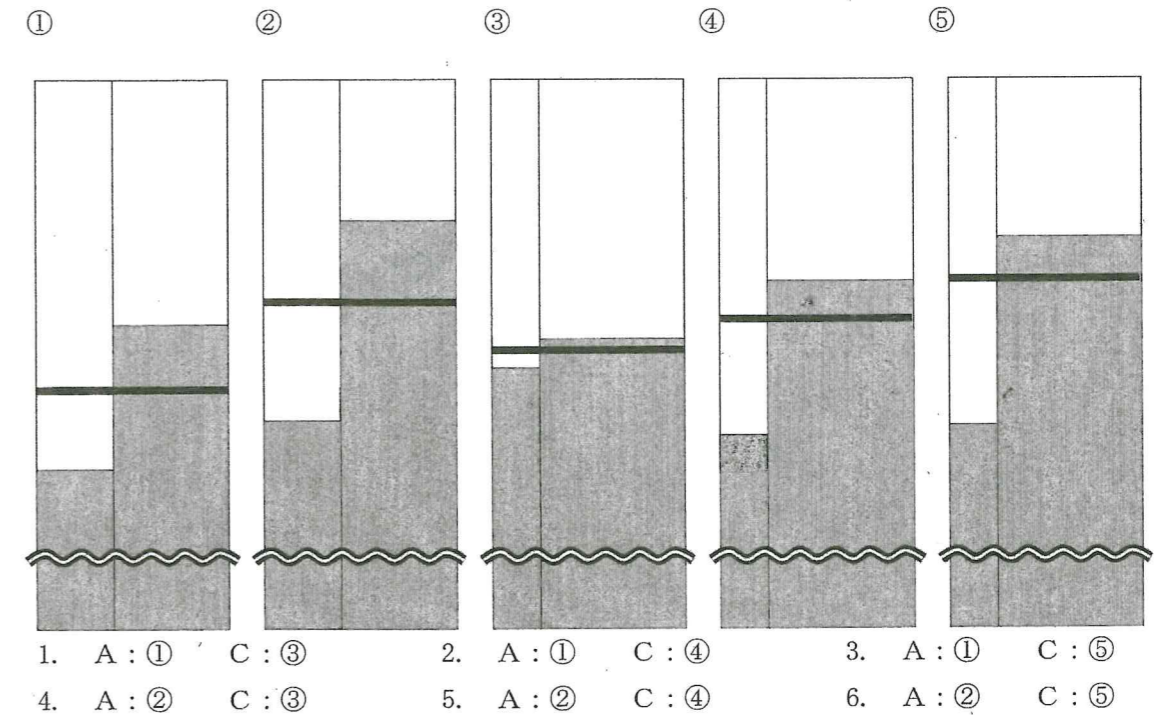 ① ② ③ ④ ⑤
1. A:① C:③ 2. A:① C:④ 3. A:① C:⑤
4. A:② C:③ 5. A:② C:④ 6. A:② C:⑤